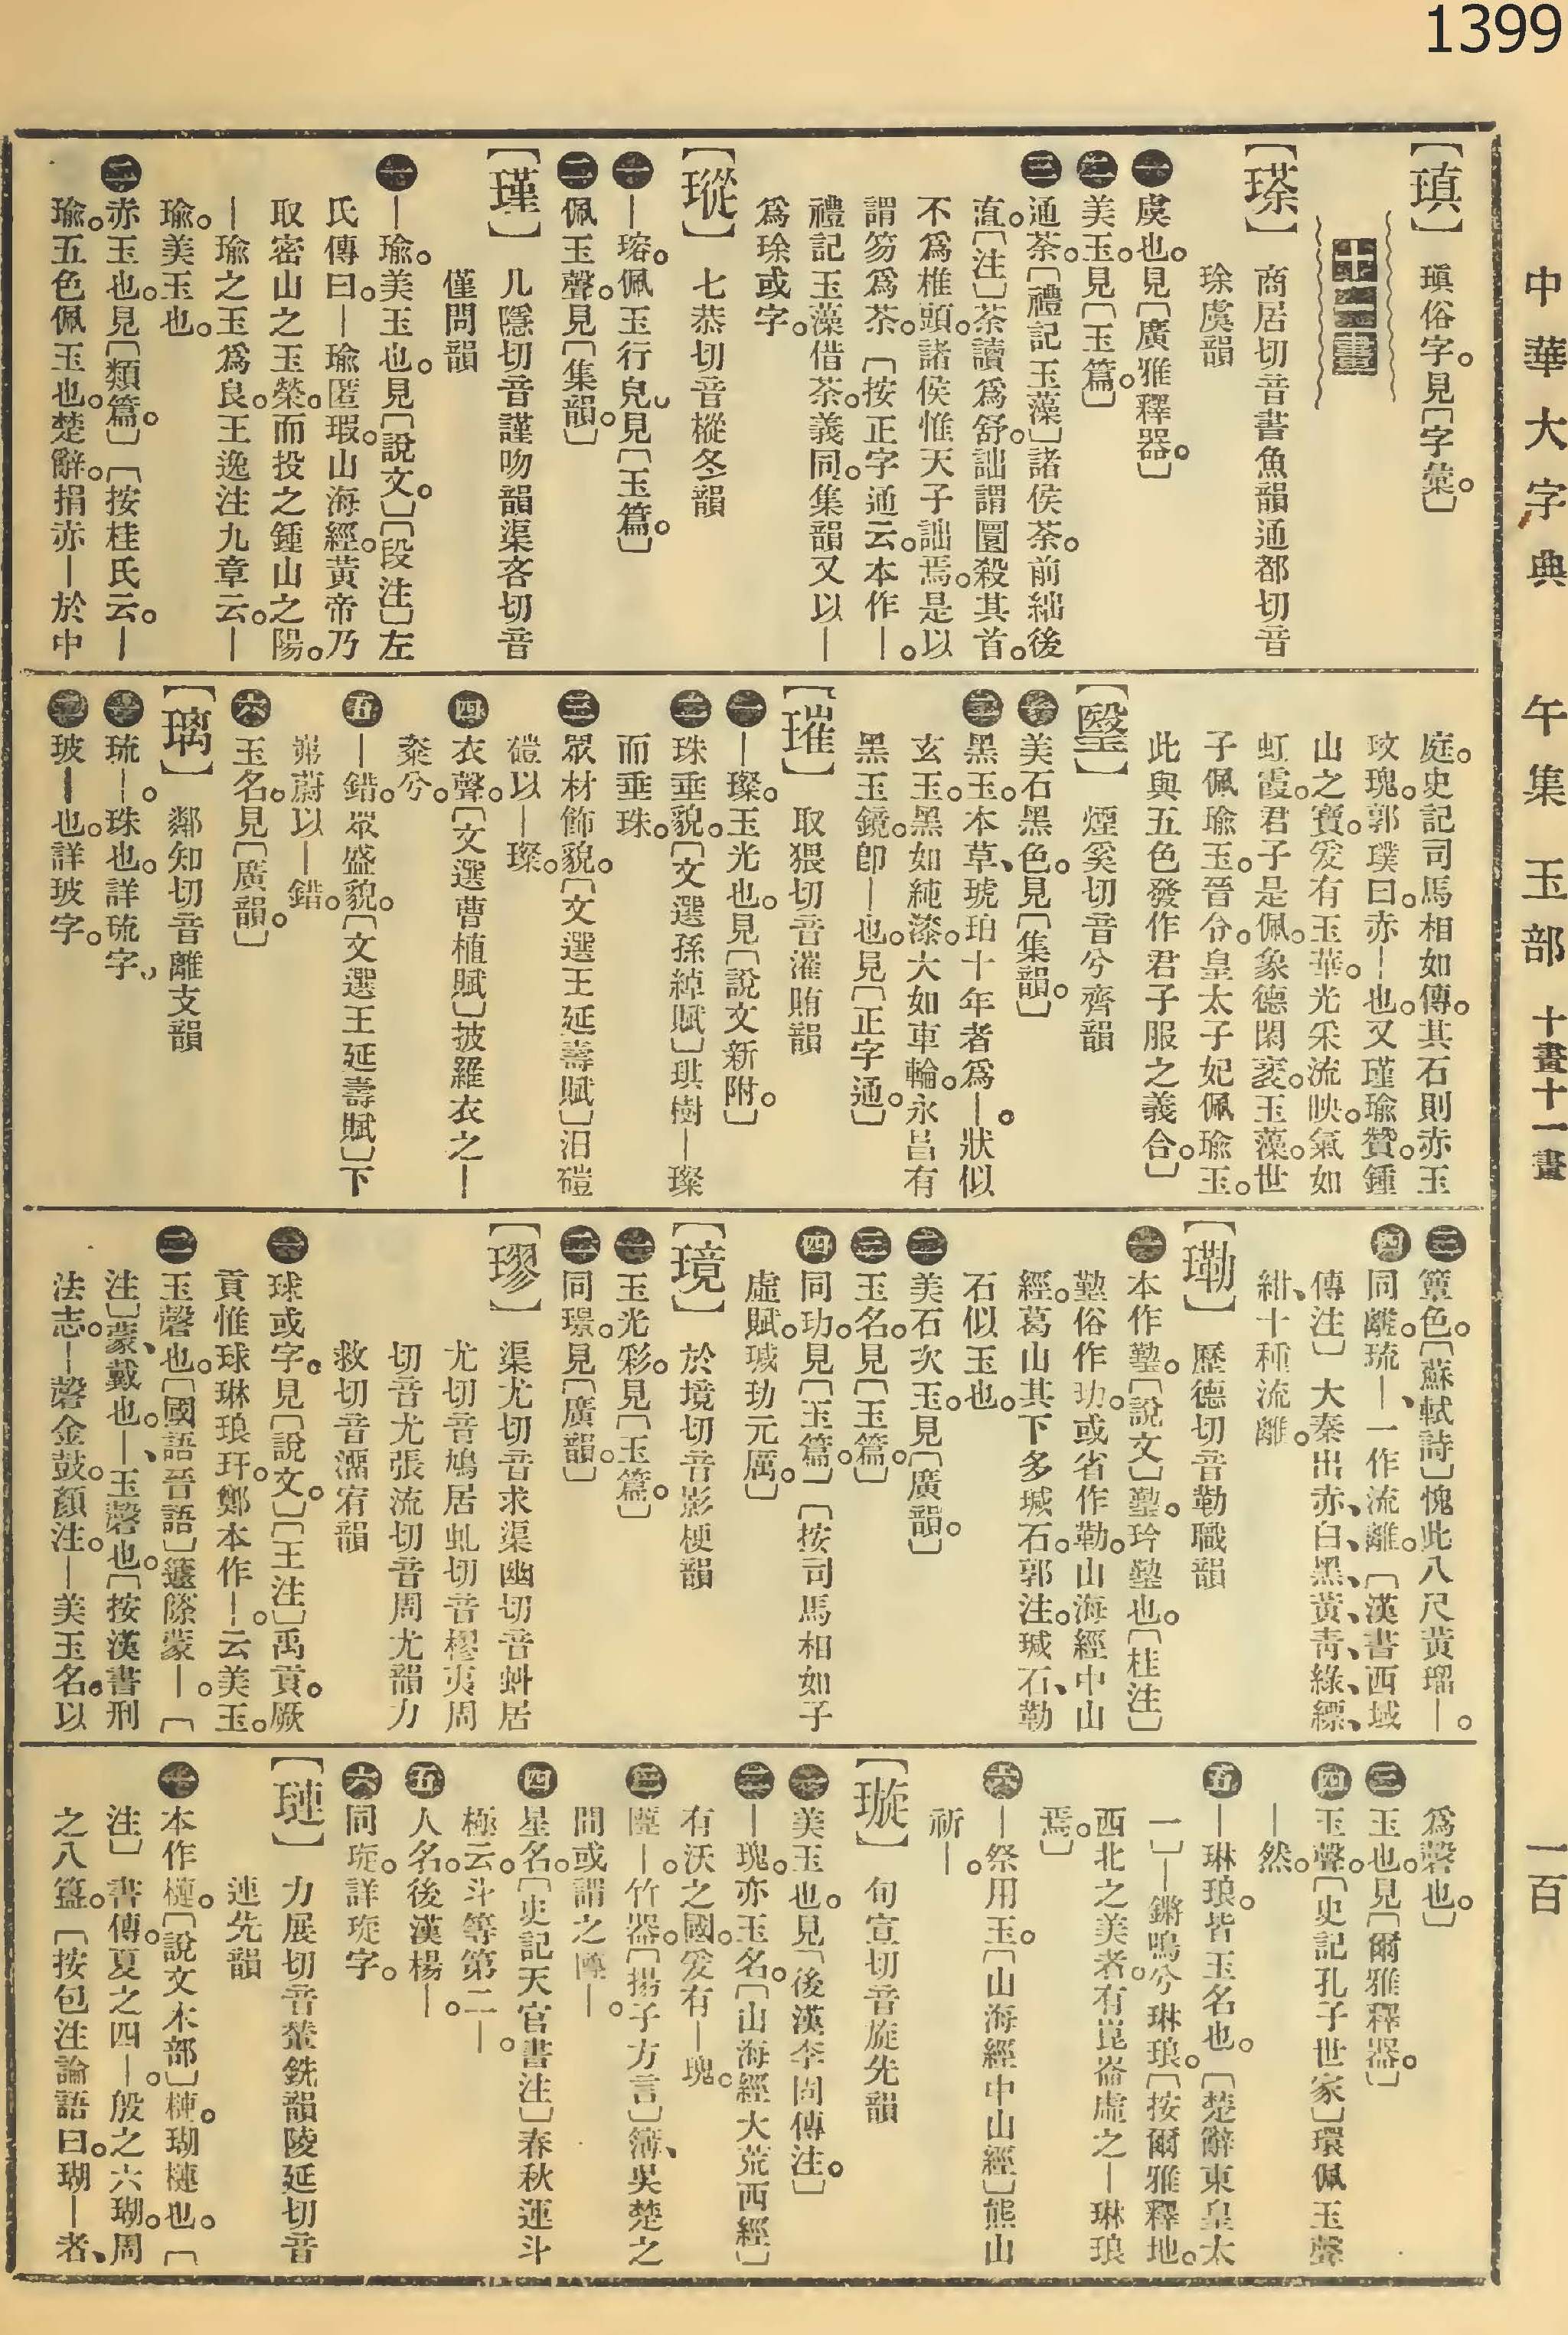 1399
中華大字典
午集 玉部 十畫十一畫
一百
【瑱】 瑱俗字。見〔字彙。〕
十一畫
【瑹】 商居切音書魚韻通都切音
瑹虞韻
㊀虞也。見〔廣雅釋器。〕
㊁美玉。見〔玉篇。〕
㊂通荼。〔禮記玉藻〕諸侯荼。前絀後
直。〔注〕荼讀爲舒。詘謂圜殺其首。
不爲椎頭。諸侯惟天子詘焉。是以
謂笏爲荼。〔按正字通云。本作—。
禮記玉藻借荼。義同。集韻又以—
爲瑹或字。
【瑽】 七恭切音樅冬韻
㊀—瑢。佩玉行皃。見〔玉篇。〕
㊁佩玉聲。見〔集韻。〕
【瑾】 几隱切音謹吻韻渠吝切音
僅問韻
㊀—瑜。美玉也。見〔說文。〕〔段注〕左
氏傳曰。—瑜匿瑕。山海經。黃帝乃
取密山之玉榮。而投之鍾山之陽。
—瑜之玉爲良。王逸注九章云。—
瑜。美玉也。
㊁赤玉也。見〔類篇。〕〔按桂氏云。—
瑜。五色佩玉也。楚辭。捐赤—於中
庭。史記司馬相如傳。其石則赤玉
玫瑰。郭璞曰。赤—也。又瑾瑜贊。鍾
山之寶。爰有玉華。光采流映。氣如
虹霞。君子是佩。象德閑衺。玉藻。世
子佩瑜玉。晉令。皇太子妃佩瑜玉。
此與五色發作君子服之義合。〕
【瑿】 煙奚切音兮齊韻
㊀美石黑色。見〔集韻。〕
㊁黑玉。本草、琥珀十年者爲—。狀似
玄玉。黑如純漆。大如車輪。永昌有
黑玉鏡。卽—也。見〔正字通。〕
【璀】 取猥切音漼賄韻
㊀—璨。玉光也。見〔說文新附。〕
㊁珠垂貌。〔文選孫綽賦〕琪樹—璨
而垂珠。
㊂眾材飾貌。〔文選王延壽賦〕汨磑
磑以—璨。
㊃衣聲。〔文選曹植賦〕披羅衣之—
粲兮。
㊄—錯。眾盛貌。〔文選王延壽賦〕下
岪蔚以—錯。
㊅玉名。見〔廣韻。〕
【璃】 鄰知切音離支韻
㊀琉—。珠也。詳琉字。
㊁玻—也。詳玻字。
㊂簟色。〔蘇軾詩〕愧此八尺黃瑠—。
㊃同離。琉—、一作流離。〔漢書西域
傳注〕大秦出赤、白、黑、黃、靑、綠、縹、
紺、十種流離。
【瓅】 歷德切音勒職韻
㊀本作㻫。〔說文〕㻫。玪㻫也。〔桂注〕
㻫俗作玏。或省作勒。山海經中山
經。葛山其下多瑊石。郭注。瑊石、勒
石似玉也。
㊁美石次玉。見〔廣韻。〕
㊂玉名。見〔玉篇。〕
㊃同玏。見〔玉篇。〕〔按司馬相如子
虛賦。瑊玏元厲。〕
【璄】 於境切音影梗韻
㊀玉光彩。見〔玉篇。〕
㊁同璟。見〔廣韻。〕
【璆】 渠尤切音求渠幽切音虯居
尤切音鳩居虬切音樛夷周
切音尤張流切音周尤韻力
救切音溜宥韻
㊀球或字。見〔說文。〕〔王注〕禹貢。厥
貢惟球琳琅玕。鄭本作—。云美玉。
㊁玉磬也。〔國語晉語〕籧篨蒙—。〔
注〕蒙、戴也。—、玉磬也。〔按漢書刑
法志。—磬金鼓。顏注。—美玉名。以
爲磬也。〕
㊂玉也。見〔爾雅釋器。〕
㊃玉聲。〔史記孔子世家〕環佩玉聲
—然。
㊄—琳琅。皆玉名也。〔楚辭東皇太
一〕—鏘鳴兮琳琅。〔按爾雅釋地。
西北之美者。有崑崙虛之—琳琅
焉。〕
㊅—祭用玉。〔山海經中山經〕熊山
祈—。
【璇】 旬宣切音旋先韻
㊀美玉也。見〔後漢李固傳注。〕
㊁—瑰。亦玉名。〔山海經大荒西經〕
有沃之國。爰有—瑰。
㊂—。竹器。〔揚子方言〕簿、吳楚之
間或謂之—。
㊃星名。〔史記天官書注〕春秋運斗
極云。斗第二—。
㊄人名。後漢楊—。
㊅同琁。詳琁字。
【璉】 力展切音輦銑韻陵延切音
連先韻
㊀本作槤。〔說文木部〕槤。瑚槤也。〔
注〕書傳。夏之四—。殷之六瑚。周
之八簋。〔按包注論語曰。瑚—者、